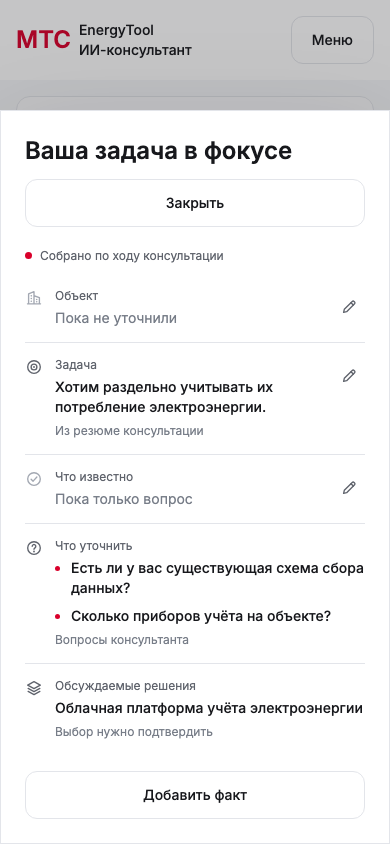 МТС
EnergyTool
ИИ-консультант
Меню
Ваша задача в фокусе
Закрыть
Собрано по ходу консультации
Объект
Пока не уточнили
Задача
Хотим раздельно учитывать их
потребление электроэнергии.
Из резюме консультации
Что известно
Пока только вопрос
Что уточнить
Есть ли у вас существующая схема сбора
данных?
Сколько приборов учёта на объекте?
Вопросы консультанта
Обсуждаемые решения
Облачная платформа учёта электроэнергии
Выбор нужно подтвердить
Добавить факт